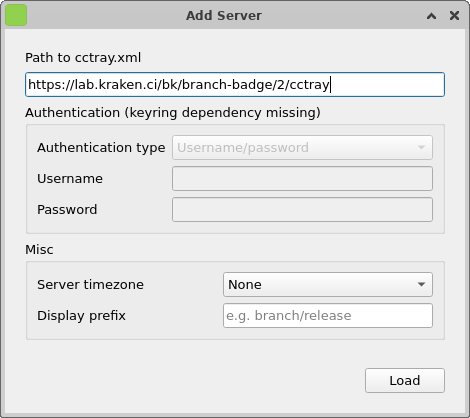 Add Server
Path to cctray.xml
https://lab.kraken.ci/bk/branch-badge/2/cctray
Authentication (keyring dependency missing)
Authentication type Username/password
Username
Password
Misc
Server timezone None
Display prefix e.g. branch/release
Load